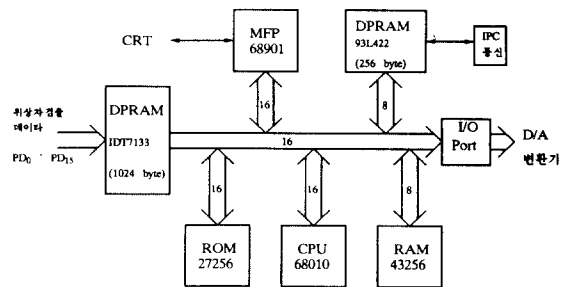 CRT
MFP
68901
DPRAM
93L422
(256 byte)
IPC
통신
16
8
위상자검출
데이타
PD0 · PD15
DPRAM
IDT7133
(1024 byte)
16
I/O
Port
D/A
변환기
16
16
8
ROM
27256
CPU
68010
RAM
43256